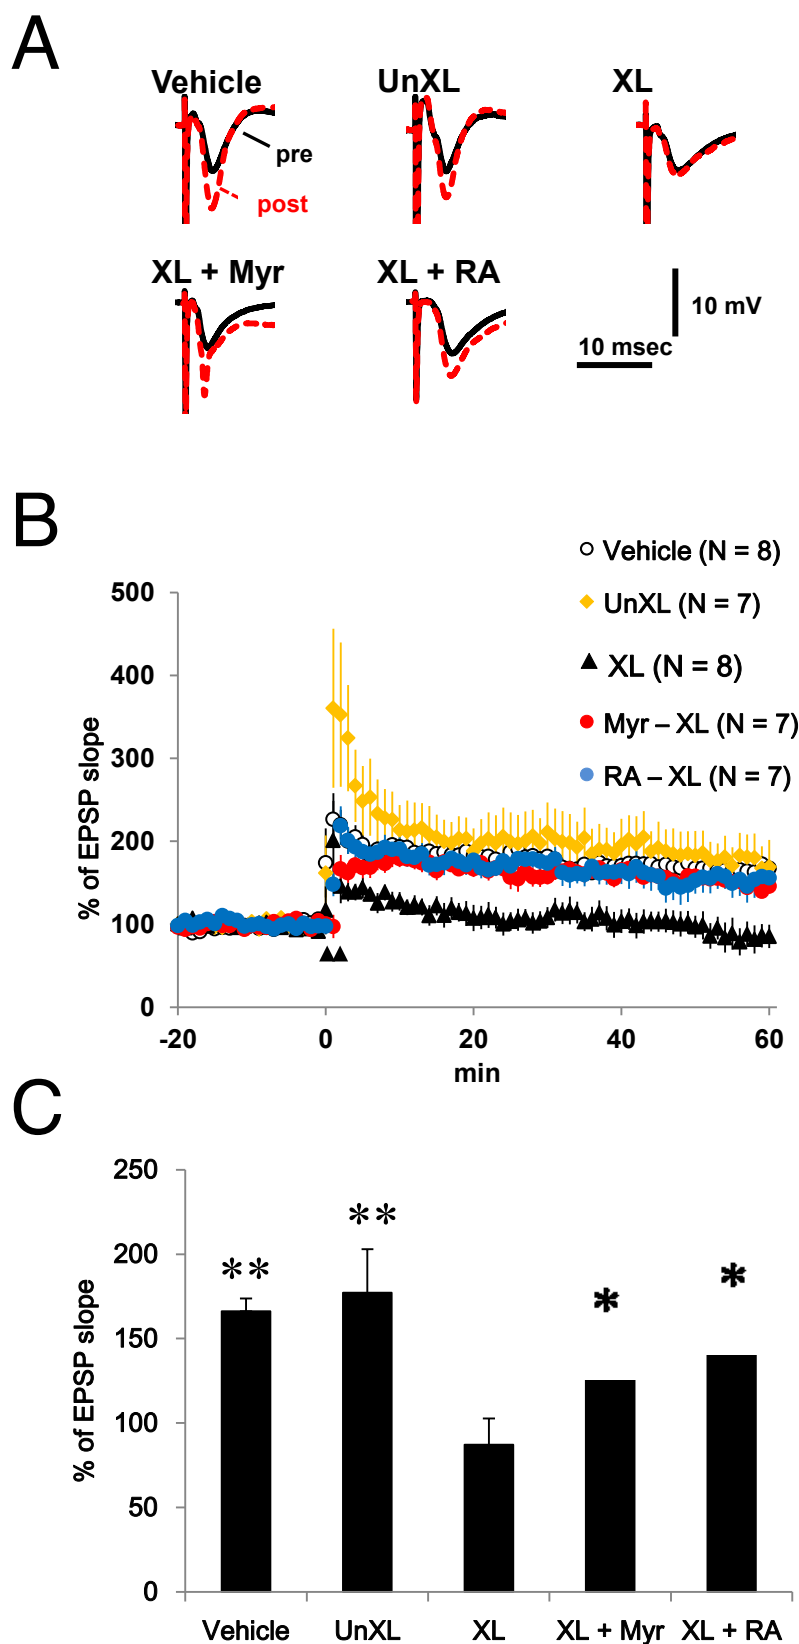 A
Vehicle
UnXL
XL
pre
post
XL + Myr
XL + RA
10 mV
10 msec
B
Vehicle (N = 8)
UnXL (N = 7)
XL (N = 8)
Myr – XL (N = 7)
RA – XL (N = 7)
% of EPSP slope
500
400
300
200
100
0
-20
0
20
40
60
min
C
% of EPSP slope
250
200
150
100
50
0
**
**
*
*
Vehicle
UnXL
XL
XL + Myr
XL + RA